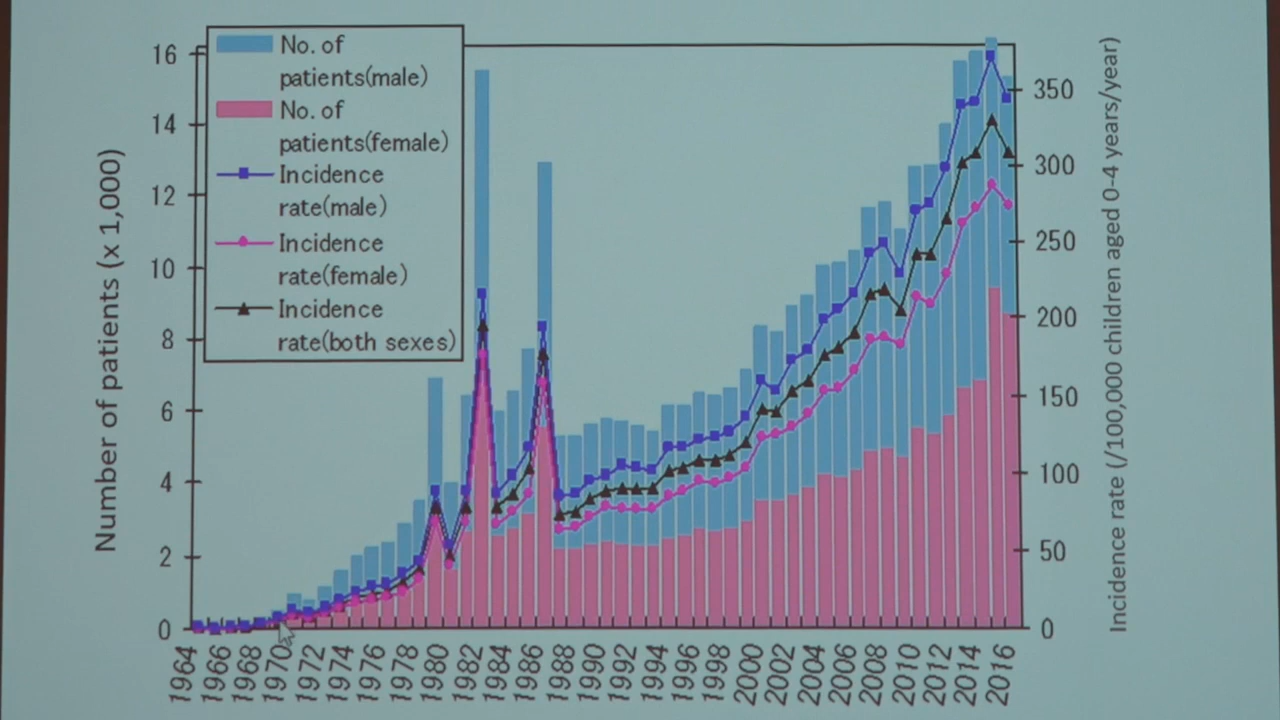 No. of
patients(male)
No. of
patients(female)
Incidence
rate(male)
Incidence
rate(female)
Incidence
rate(both sexes)
Number of patients (x 1,000)
16
14
12
10
8
6
4
2
0
350
300
250
200
150
100
50
0
Incidence rate (/100,000 children aged 0-4 years/year)
1964 1966 1968 1970 1972 1974 1976 1978 1980 1982 1984 1986 1988 1990 1992 1994 1996 1998 2000 2002 2004 2006 2008 2010 2012 2014 2016